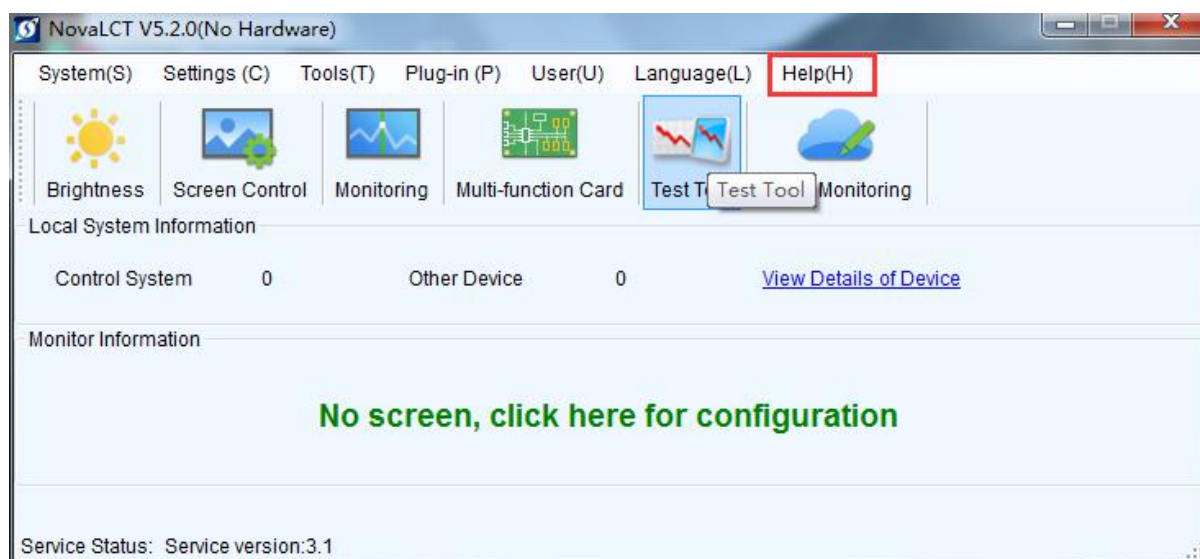 NovaLCT V5.2.0(No Hardware)
System(S) Settings (C) Tools(T) Plug-in (P) User(U) Language(L) Help(H)
Brightness Screen Control Monitoring Multi-function Card Test T Test Tool Monitoring
Local System Information
Control System 0 Other Device 0 View Details of Device
Monitor Information
No screen, click here for configuration
Service Status: Service version:3.1